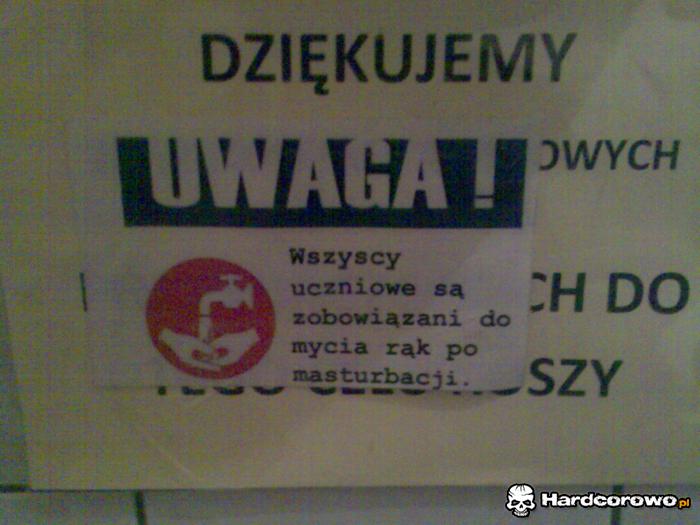 DZIĘKUJEMY
UWAGA!
OWYCH
Wszyscy
uczniowe są
zobowiązani do
mycia rąk po
masturbacji.
CH DO
SZY
Hardcorowo.pl